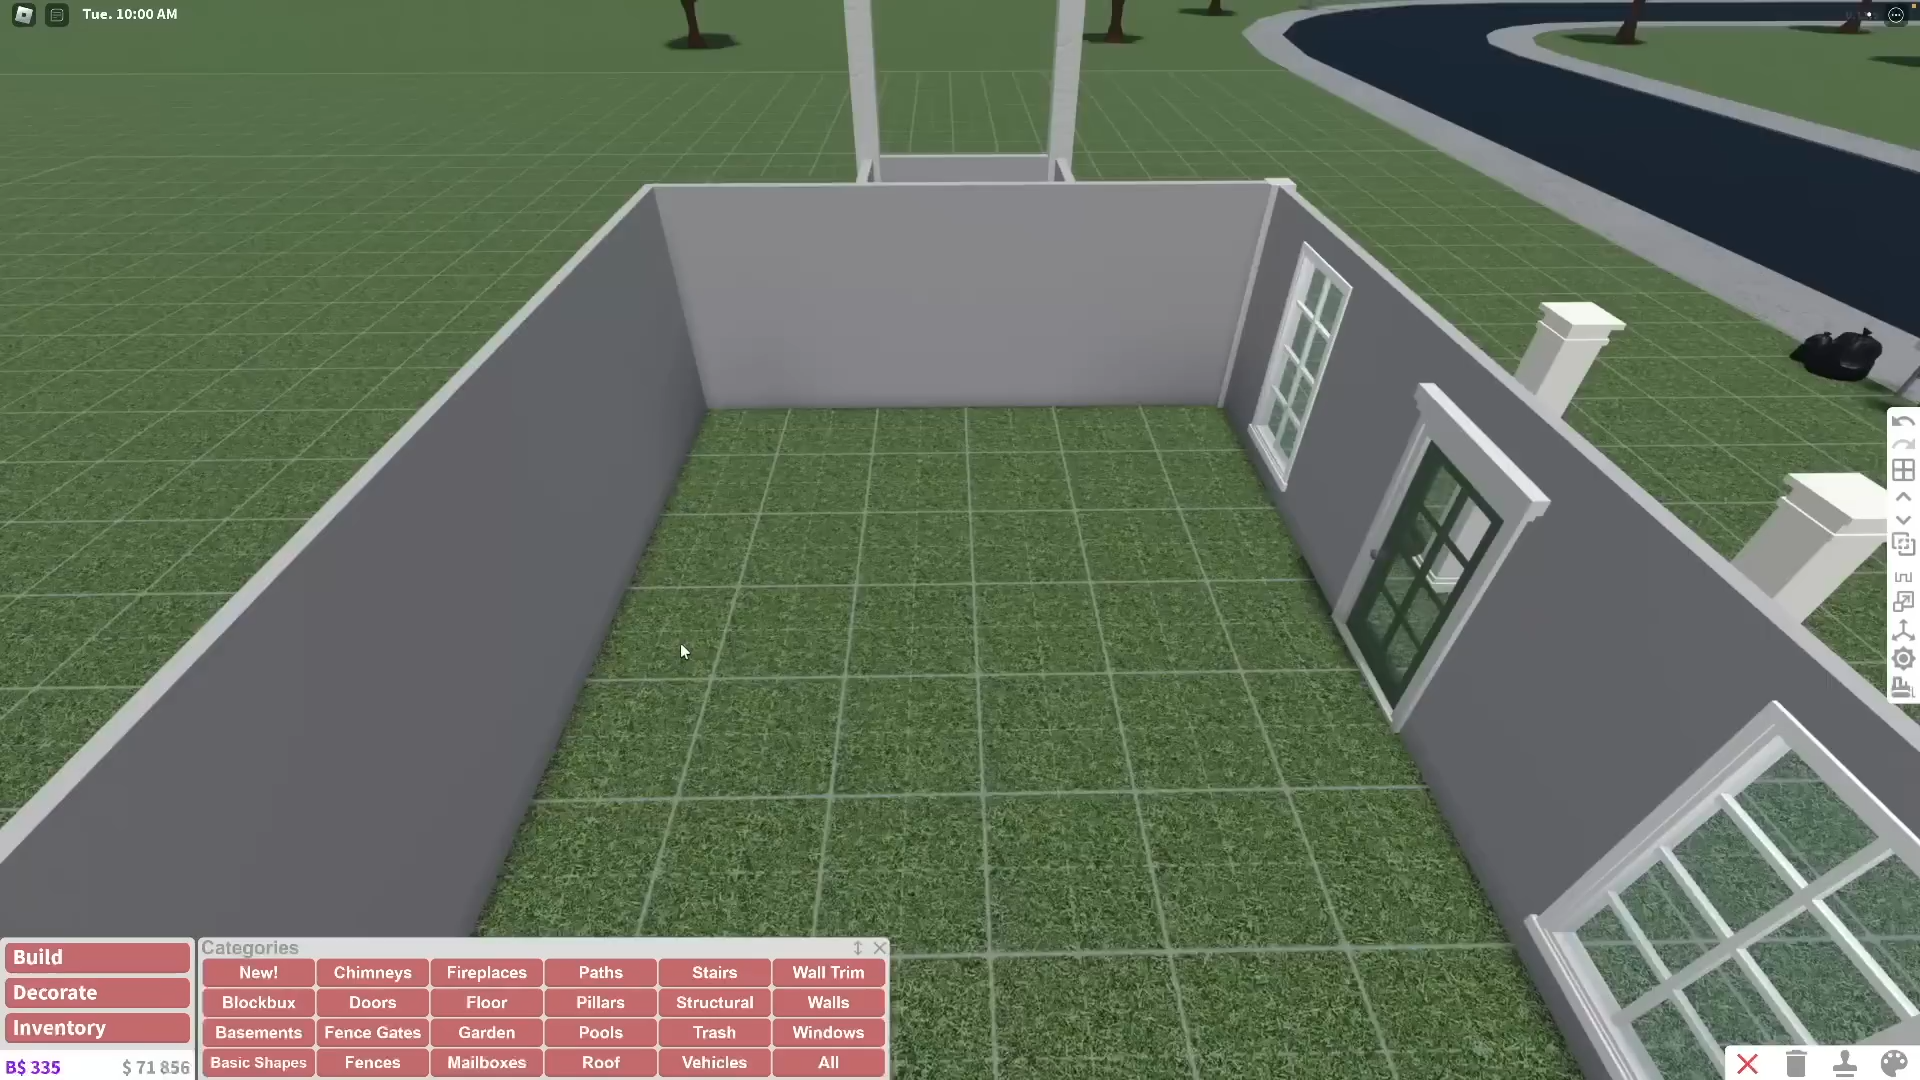 Tue. 10:00 AM
Build
Decorate
Inventory
B$ 335 $ 71 856
Categories
New! Chimneys Fireplaces Paths Stairs Wall Trim
Blockbux Doors Floor Pillars Structural Walls
Basements Fence Gates Garden Pools Trash Windows
Basic Shapes Fences Mailboxes Roof Vehicles All